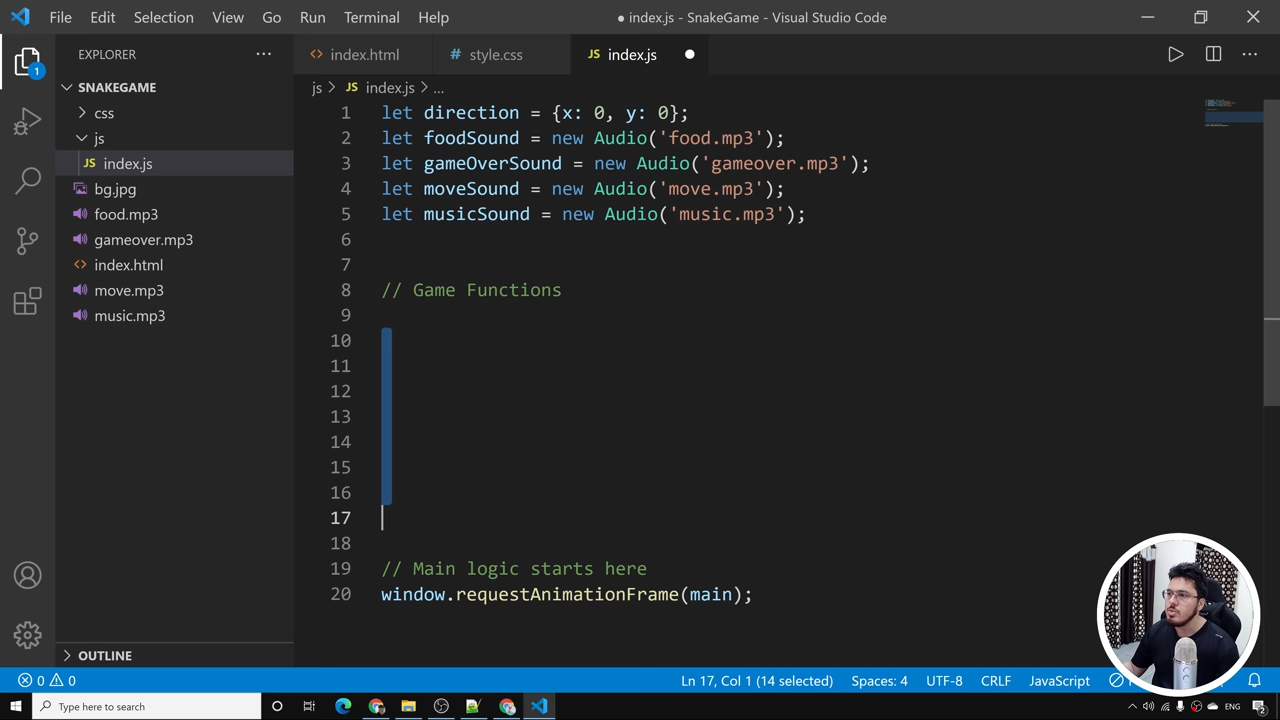 File Edit Selection View Go Run Terminal Help
● index.js - SnakeGame - Visual Studio Code
EXPLORER
index.html
# style.css
JS index.js
1
SNAKEGAME
css
js
JS index.js
bg.jpg
food.mp3
gameover.mp3
index.html
move.mp3
music.mp3
OUTLINE
js > JS index.js > ...
1 let direction = {x: 0, y: 0};
2 let foodSound = new Audio('food.mp3');
3 let gameOverSound = new Audio('gameover.mp3');
4 let moveSound = new Audio('move.mp3');
5 let musicSound = new Audio('music.mp3');
6
7
8 // Game Functions
9
10
11
12
13
14
15
16
17
18
19 // Main logic starts here
20 window.requestAnimationFrame(main);
0 0
Ln 17, Col 1 (14 selected) Spaces: 4 UTF-8 CRLF JavaScript
Type here to search
ENG
2